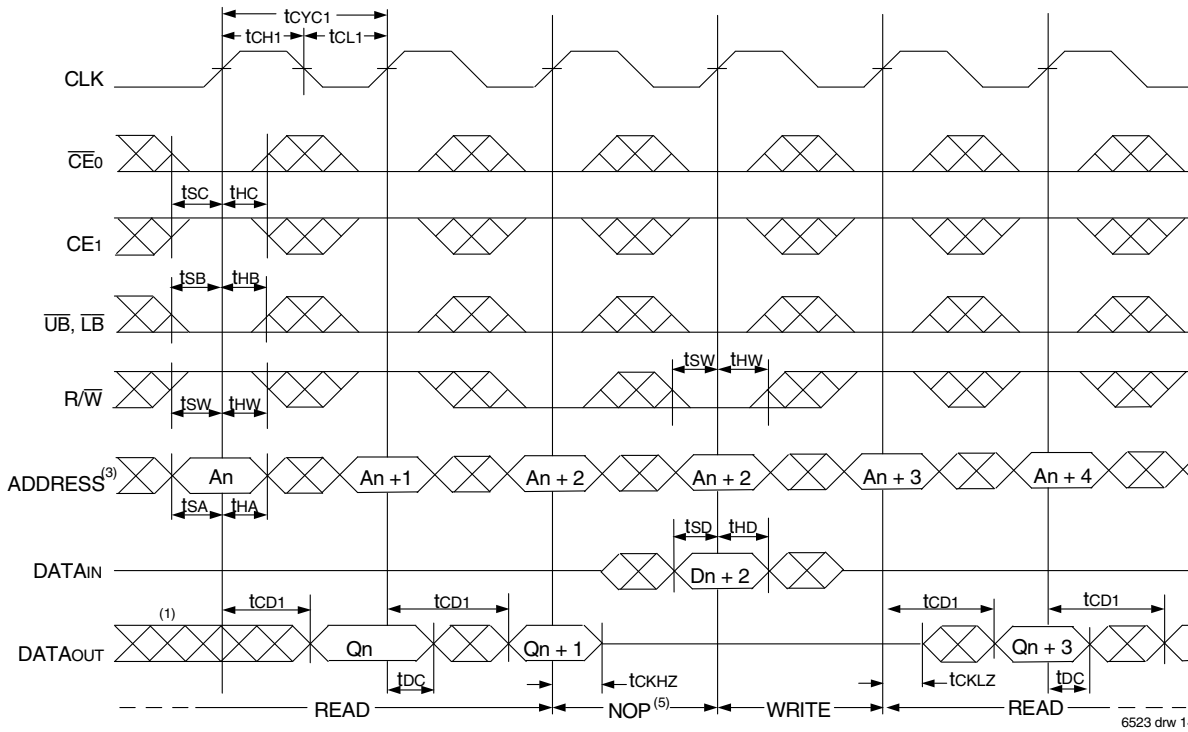 tCYC1
tCH1 tCL1
CLK
CE0
tSC tHC
CE1
tSB tHB
UB, LB
tSW tHW
R/W
tSW tHW
ADDRESS(3) An An +1 An + 2 An + 2 An + 3 An + 4
tSA tHA
tSD tHD
DATAIN Dn + 2
(1) tCD1 tCD1 tCD1 tCD1
DATAOUT Qn Qn + 1 Qn + 3
tDC tCKHZ tCKLZ tDC
READ NOP(5) WRITE READ
6523 drw